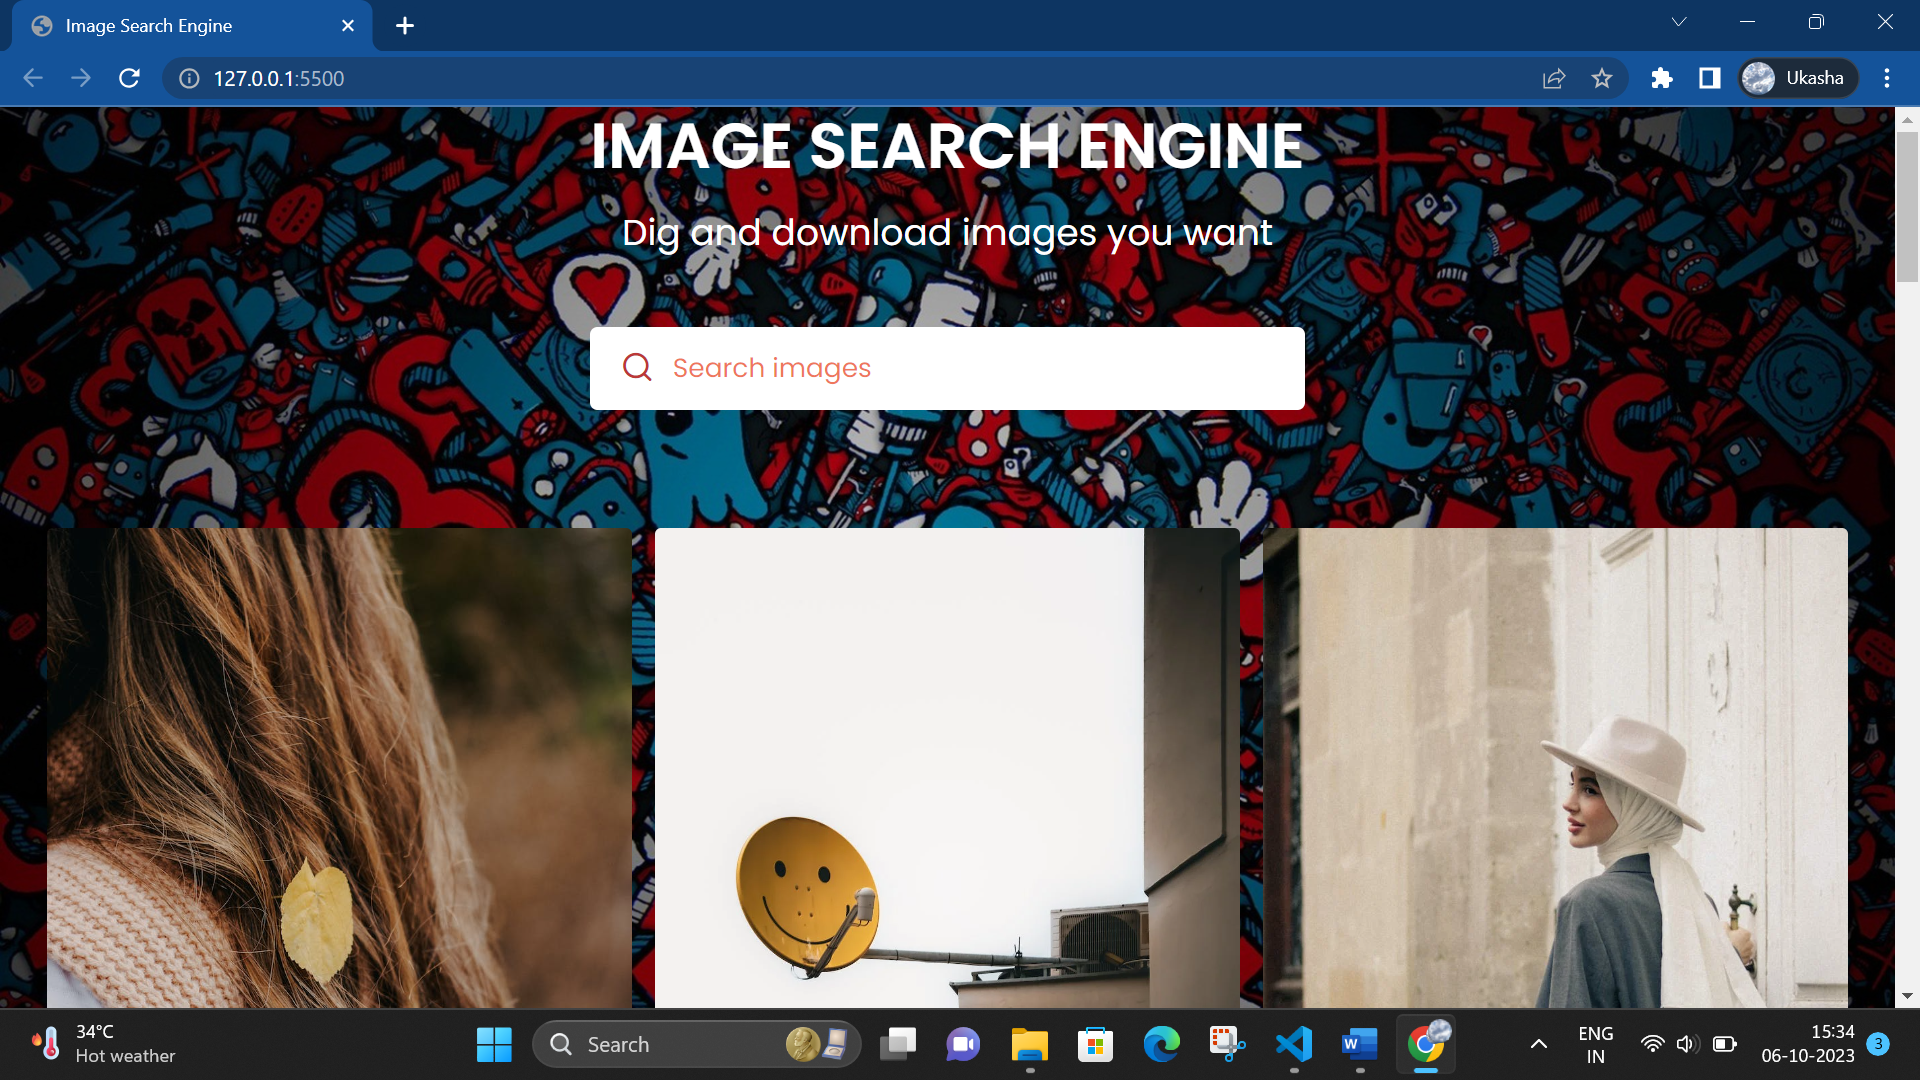 Image Search Engine
127.0.0.1:5500
Ukasha
IMAGE SEARCH ENGINE
Dig and download images you want
Search images
34°C
Hot weather
Search
W
ENG
IN
15:34
06-10-2023
3